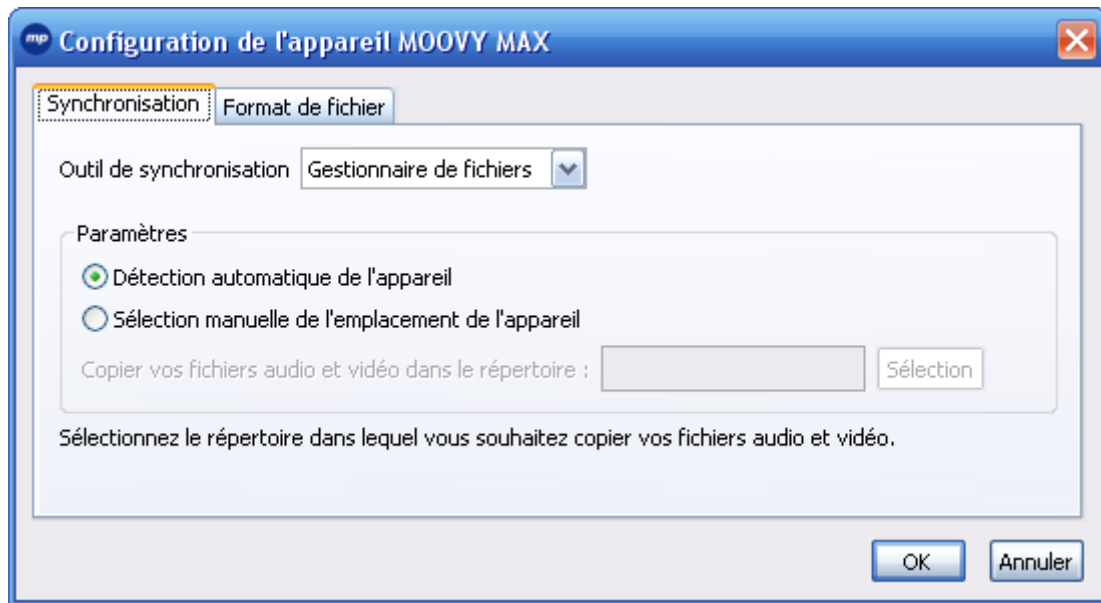 mp Configuration de l'appareil MOOVY MAX
Synchronisation Format de fichier
Outil de synchronisation Gestionnaire de fichiers
Paramètres
Détection automatique de l'appareil
Sélection manuelle de l'emplacement de l'appareil
Copier vos fichiers audio et vidéo dans le répertoire : Sélection
Sélectionnez le répertoire dans lequel vous souhaitez copier vos fichiers audio et vidéo.
OK Annuler